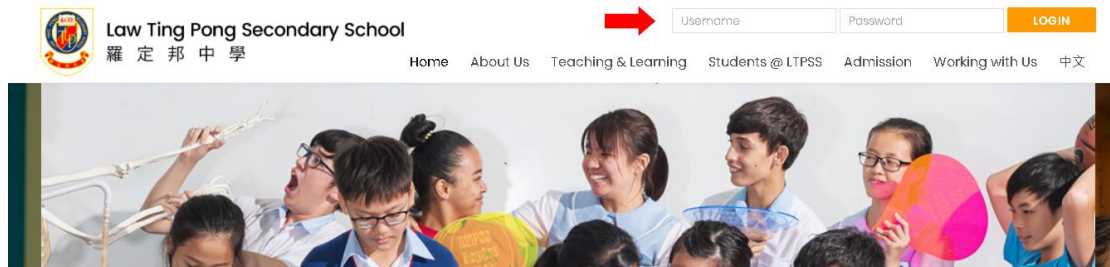 Law Ting Pong Secondary School
羅定邦中學
Username
Password
LOGIN
Home
About Us
Teaching & Learning
Students @ LTPSS
Admission
Working with Us
中文